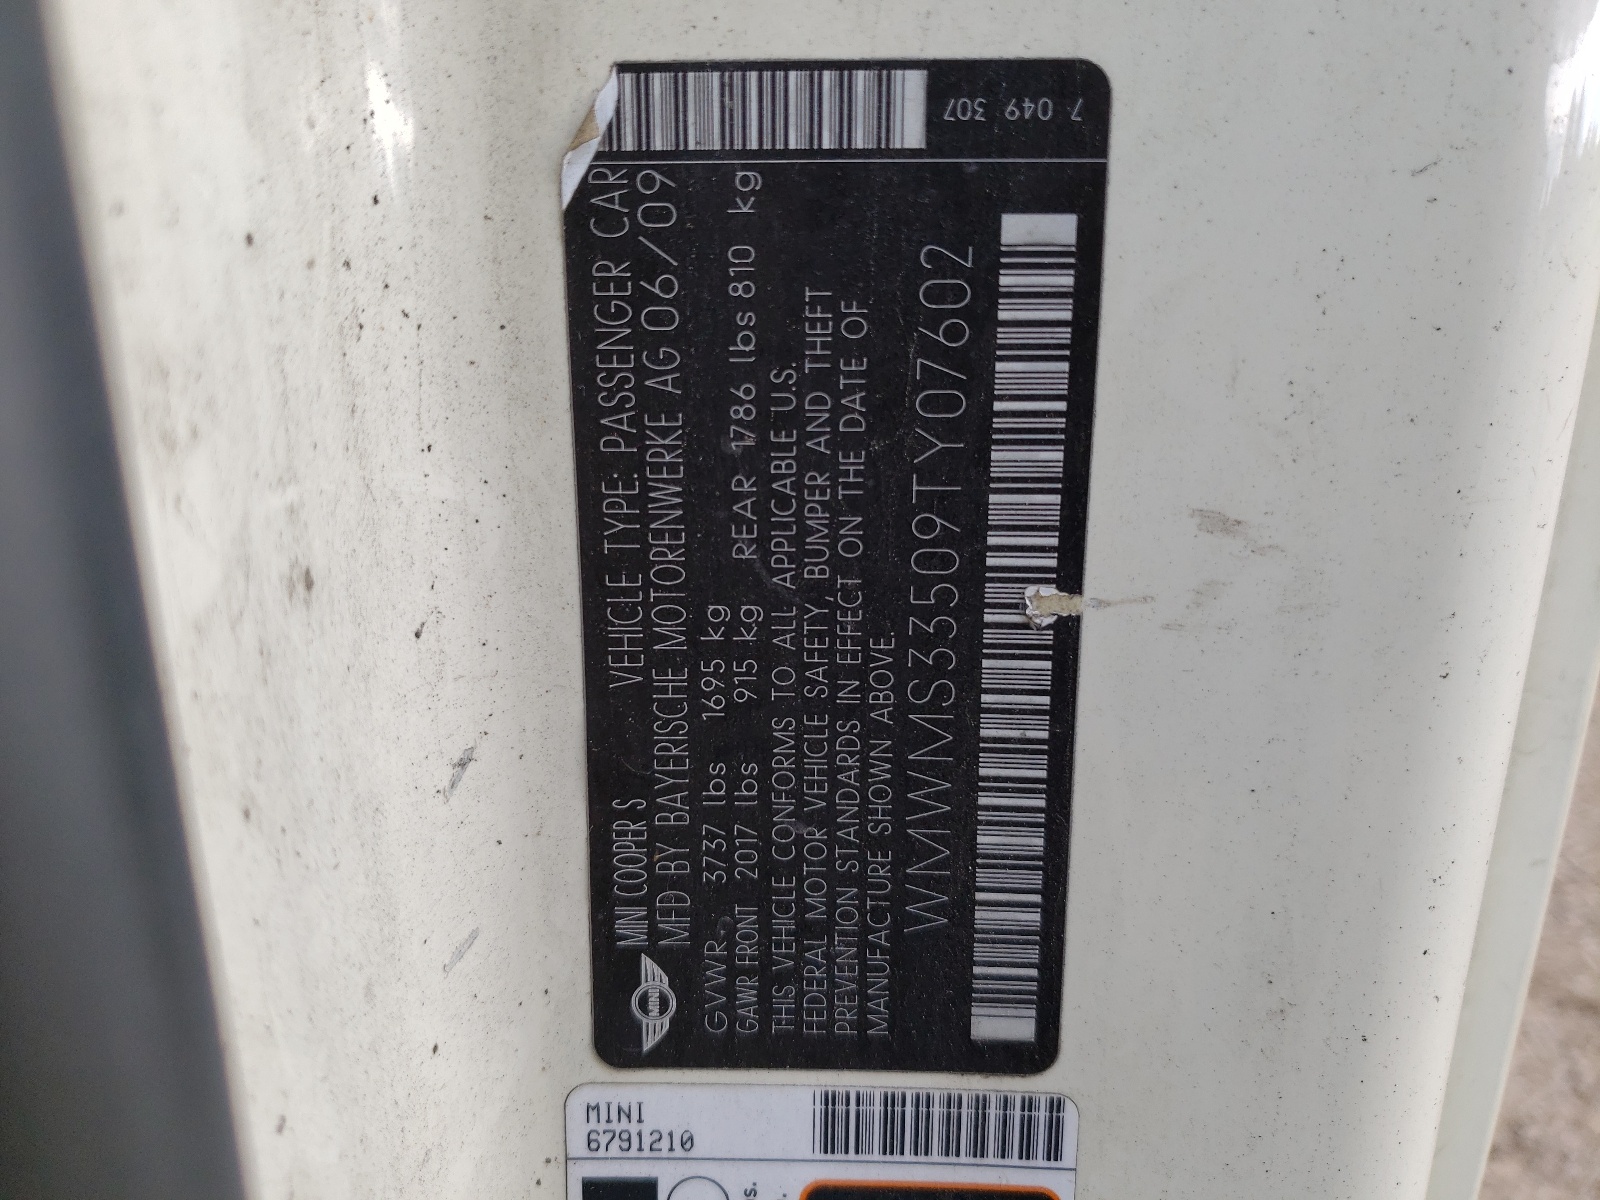 7 049 307
MINI
MINI COOPER S VEHICLE TYPE: PASSENGER CAR
MFD BY BAYERISCHE MOTORENWERKE AG 06/09
GVWR 3737 lbs 1695 kg
GAWR FRONT 2017 lbs 915 kg REAR 1786 lbs 810 kg
THIS VEHICLE CONFORMS TO ALL APPLICABLE U.S.
FEDERAL MOTOR VEHICLE SAFETY, BUMPER AND THEFT
PREVENTION STANDARDS IN EFFECT ON THE DATE OF
MANUFACTURE SHOWN ABOVE.
WMWMS33509TY07602
MINI
6791210